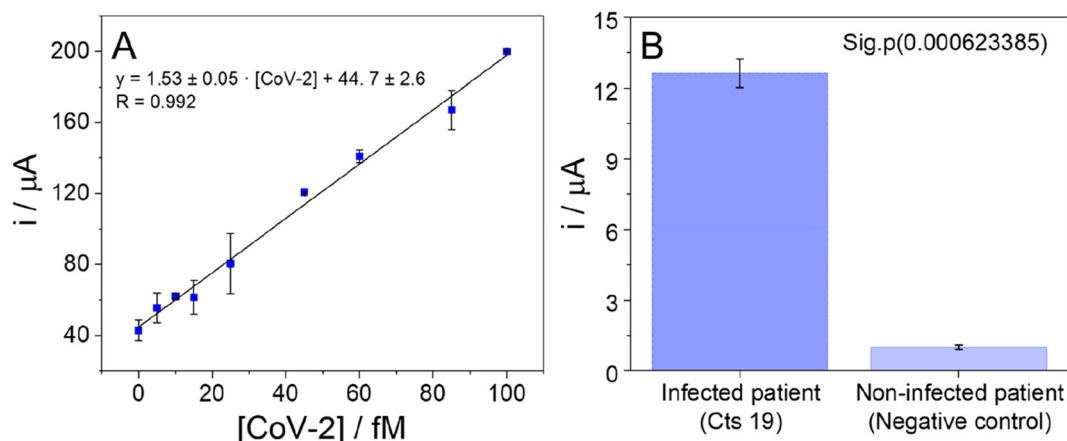 A
y = 1.53 ± 0.05 · [CoV-2] + 44. 7 ± 2.6
R = 0.992
200
160
120
80
40
i / μA
0
20
40
60
80
100
[CoV-2] / fM
B
Sig.p(0.000623385)
15
12
9
6
3
0
i / μA
Infected patient
(Cts 19)
Non-infected patient
(Negative control)